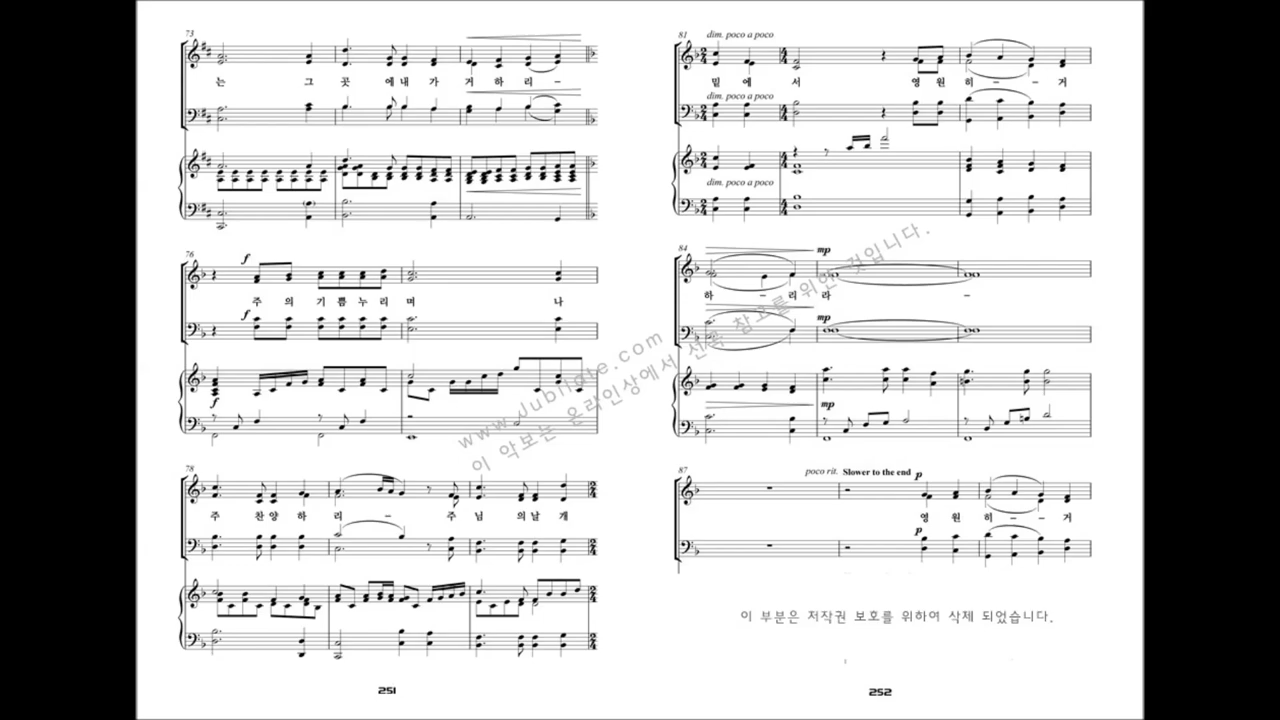 73
는 그 곳 에 내 가 거 하 리 –
76
f
주 의 기 쁨 누 리 며 나
f
f
78
주 찬 양 하 리 – 주 님 의 날 개
251
81
dim. poco a poco
밑 에 서 영 원 히 – – 거
dim. poco a poco
dim. poco a poco
84
mp
하 – 리 라 –
mp
mp
87
poco rit. Slower to the end p
영 원 히 – – 거
p
이 부분은 저작권 보호를 위하여 삭제 되었습니다.
252
www.Jubilate.com
이 악보는 온라인상에서 선곡 참고를 위한 것입니다.